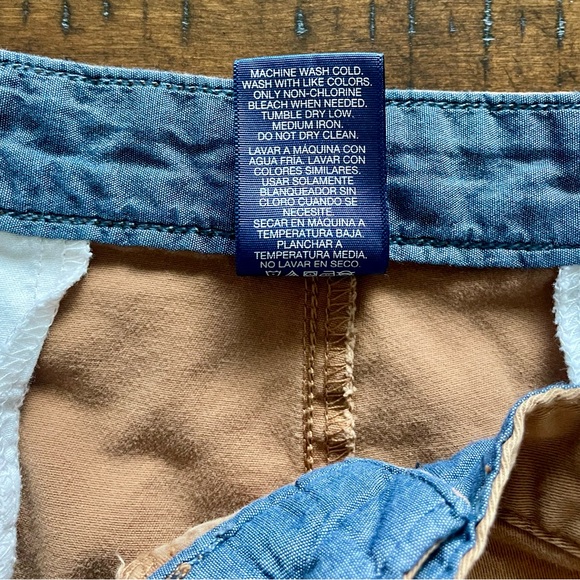 MACHINE WASH COLD.
WASH WITH LIKE COLORS.
ONLY NON-CHLORINE
BLEACH WHEN NEEDED.
TUMBLE DRY LOW.
MEDIUM IRON.
DO NOT DRY CLEAN.
LAVAR A MÁQUINA CON
AGUA FRÍA. LAVAR CON
COLORES SIMILARES.
USAR SOLAMENTE
BLANQUEADOR SIN
CLORO CUANDO SE
NECESITE.
SECAR EN MÁQUINA A
TEMPERATURA BAJA.
PLANCHAR A
TEMPERATURA MEDIA.
NO LAVAR EN SECO.